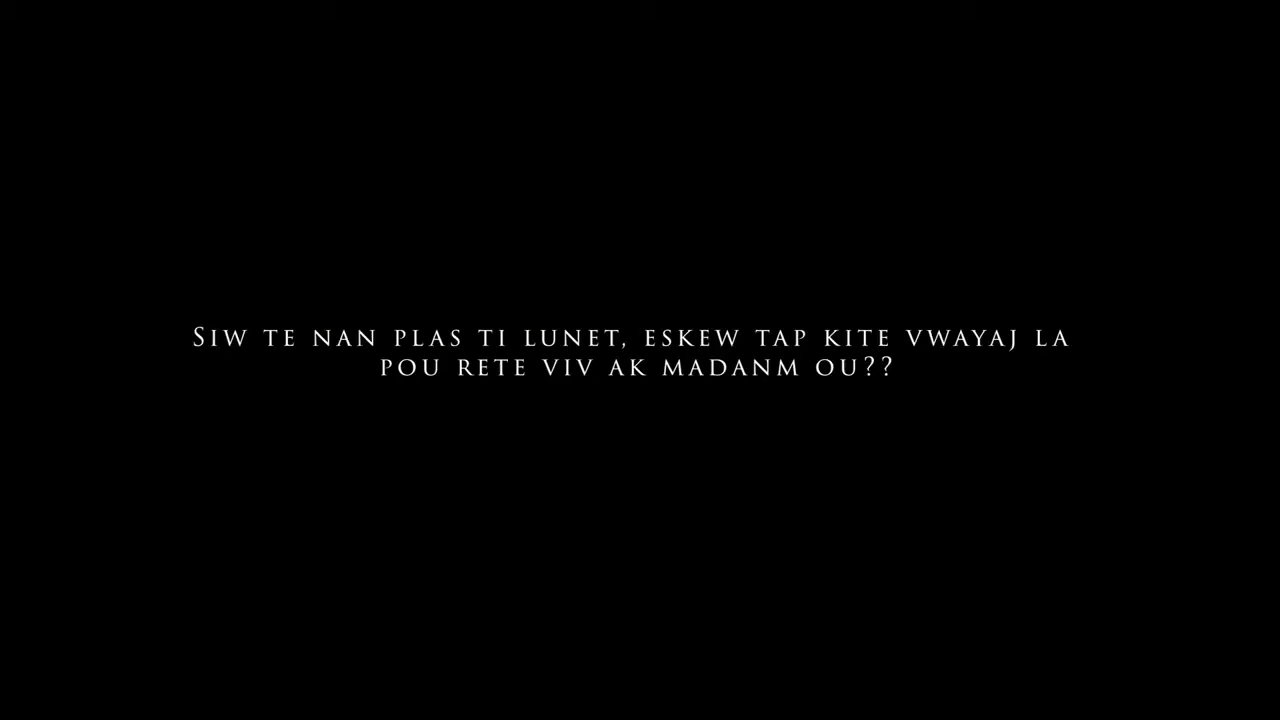 Siw te nan plas ti lunet, eskew tap kite vwayaj la
pou rete viv ak madanm ou??